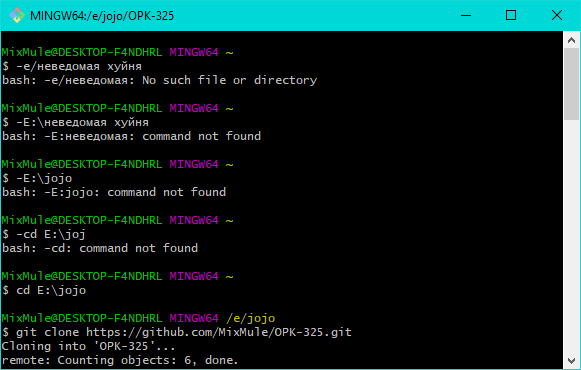 MINGW64:/e/jojo/OPK-325
MixMule@DESKTOP-F4NDHRL MINGW64 ~
$ -e/неведомая хуйня
bash: -e/неведомая: No such file or directory
MixMule@DESKTOP-F4NDHRL MINGW64 ~
$ -E:\неведомая хуйня
bash: -E:неведомая: command not found
MixMule@DESKTOP-F4NDHRL MINGW64 ~
$ -E:\jojo
bash: -E:jojo: command not found
MixMule@DESKTOP-F4NDHRL MINGW64 ~
$ -cd E:\joj
bash: -cd: command not found
MixMule@DESKTOP-F4NDHRL MINGW64 ~
$ cd E:\jojo
MixMule@DESKTOP-F4NDHRL MINGW64 /e/jojo
$ git clone https://github.com/MixMule/OPK-325.git
Cloning into 'OPK-325'...
remote: Counting objects: 6, done.